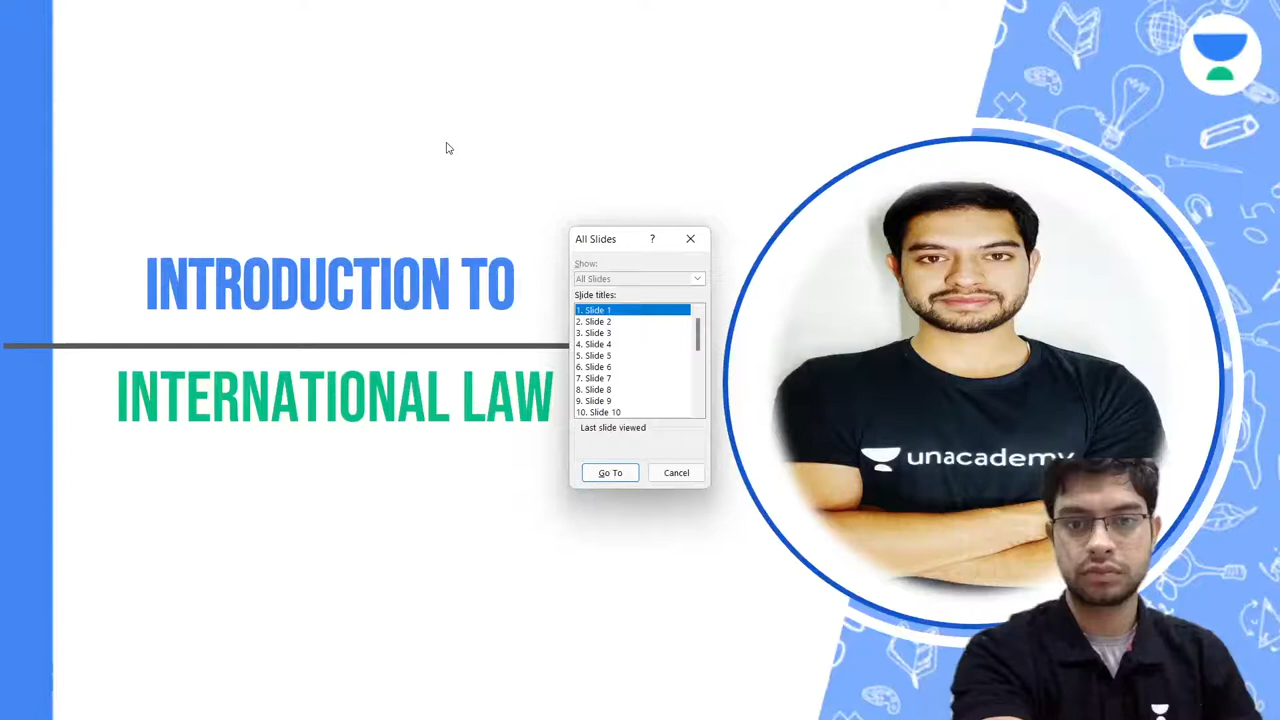 INTRODUCTION TO
INTERNATIONAL LAW
All Slides
?
Show:
All Slides
Slide titles:
1. Slide 1
2. Slide 2
3. Slide 3
4. Slide 4
5. Slide 5
6. Slide 6
7. Slide 7
8. Slide 8
9. Slide 9
10. Slide 10
Last slide viewed
Go To
Cancel
unacademy